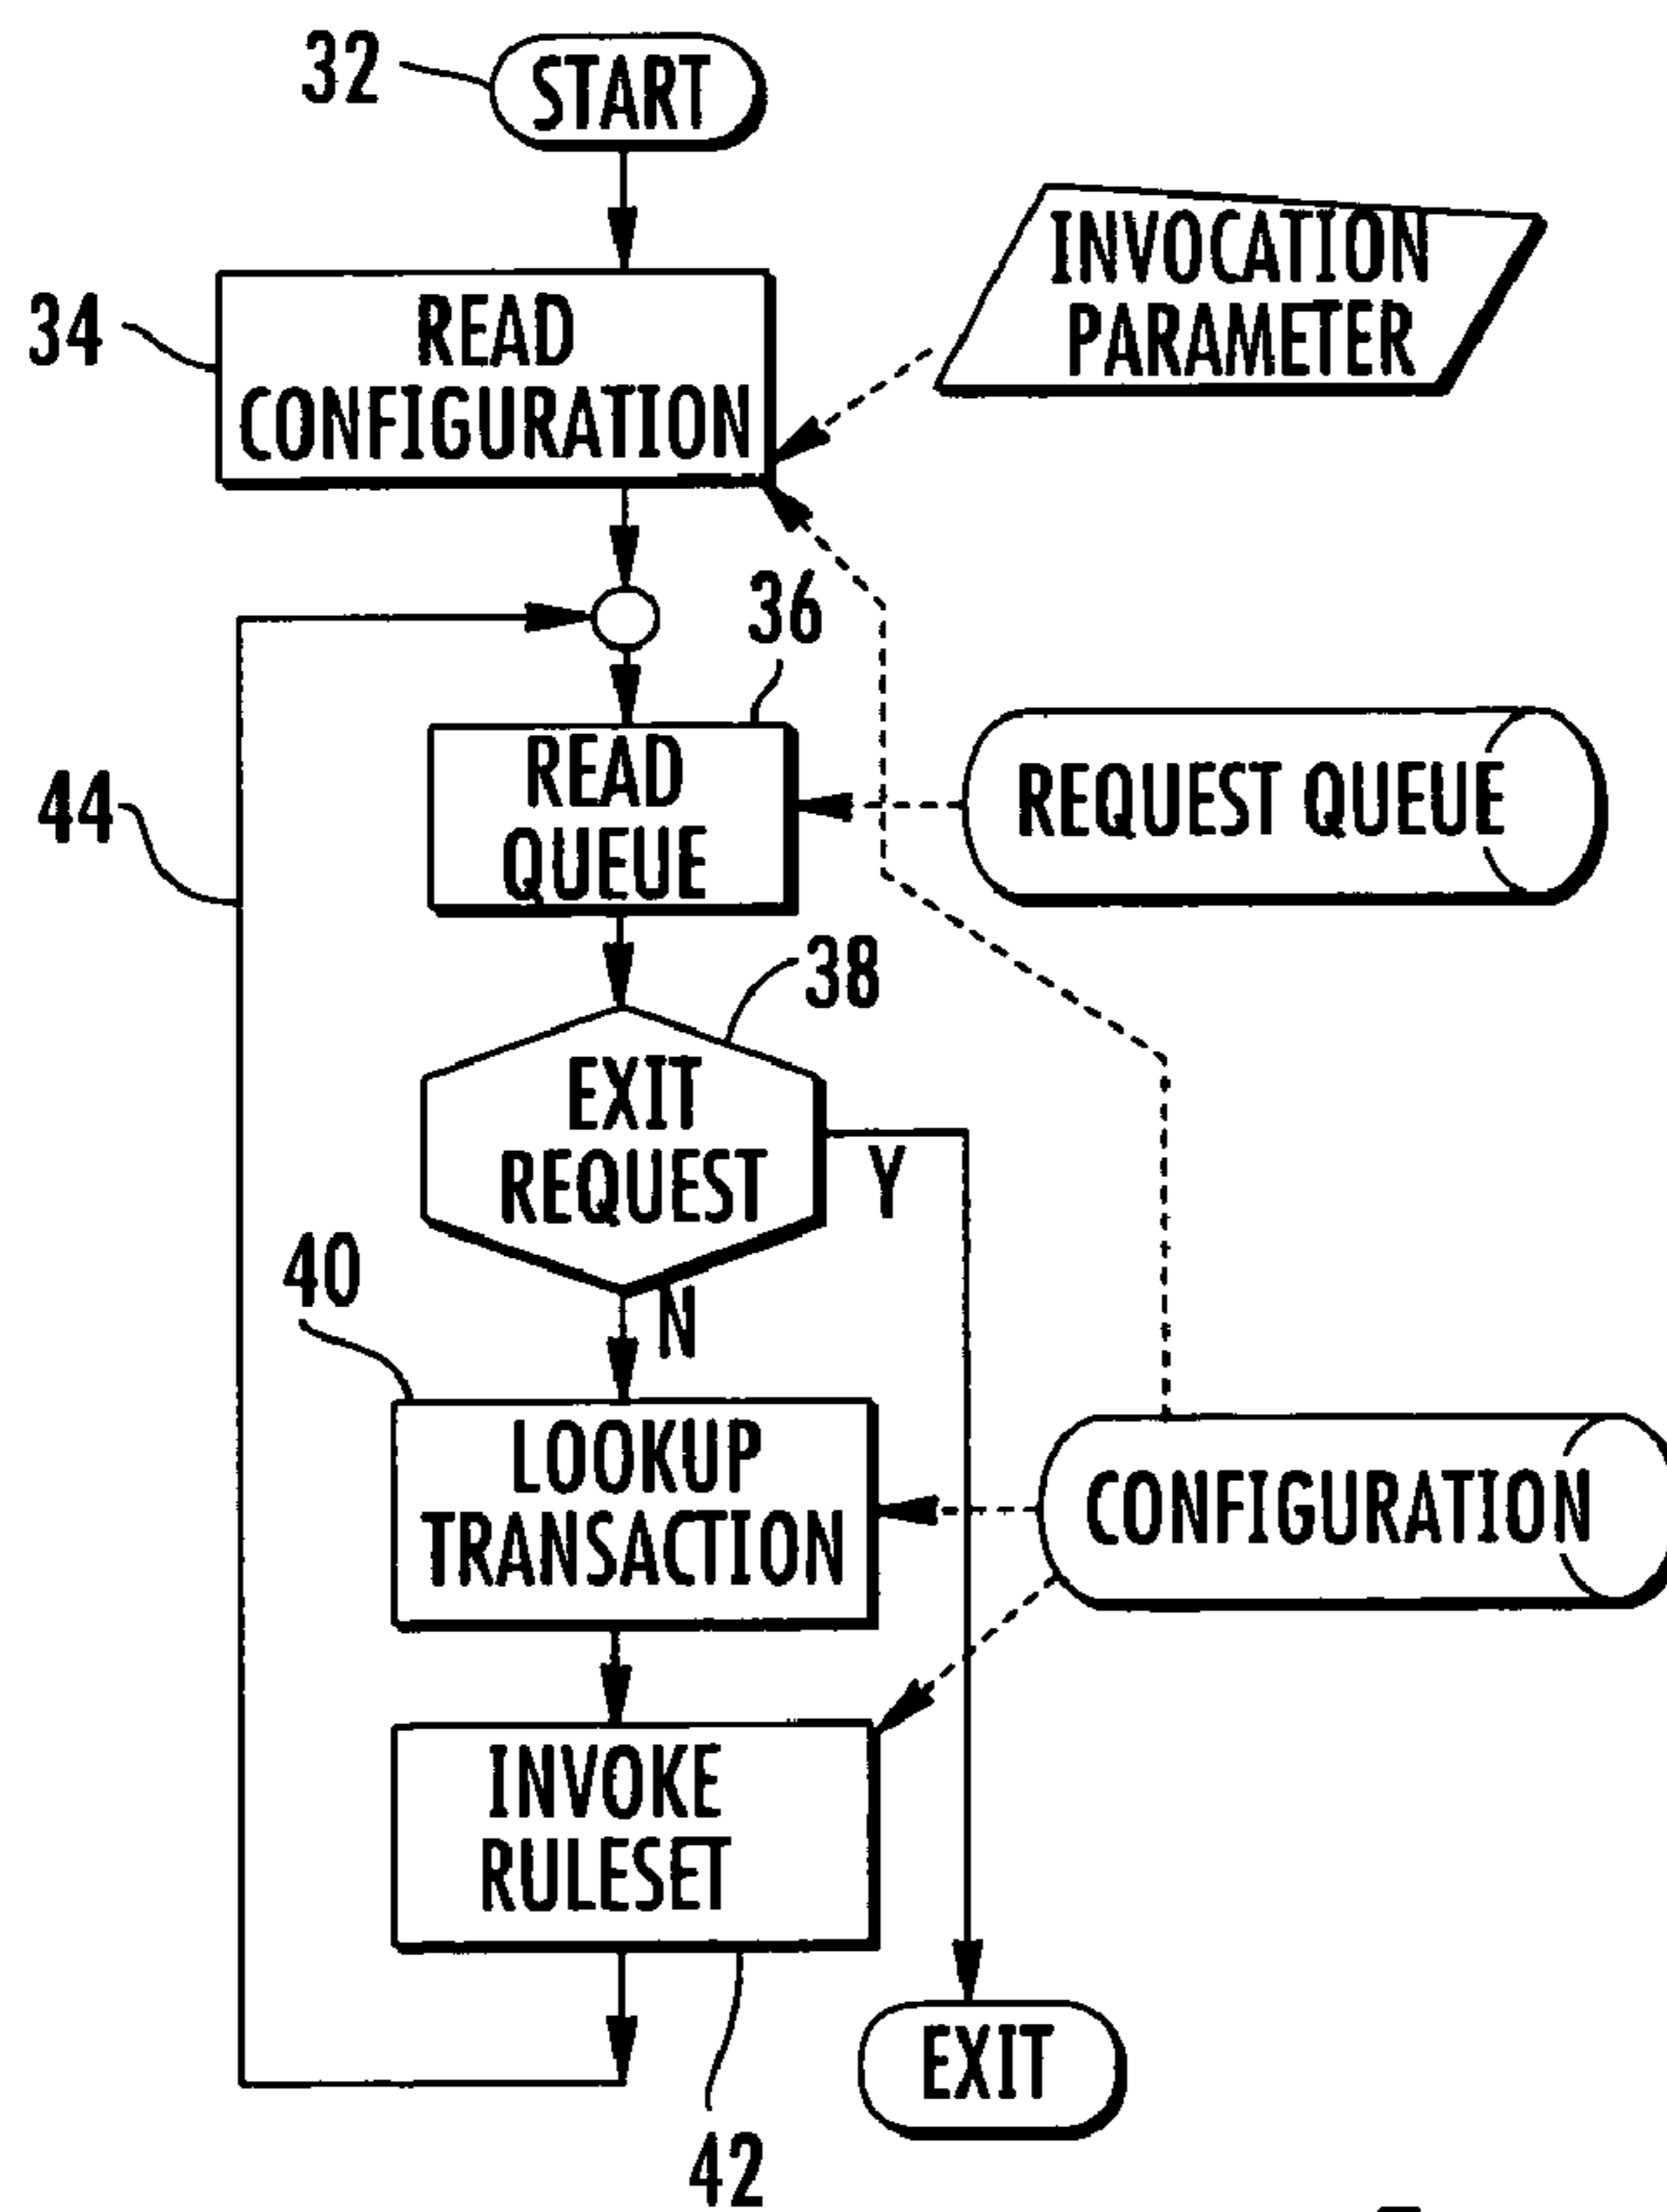 32
START
INVOCATION
PARAMETER
34
READ
CONFIGURATION
36
44
READ
QUEUE
REQUEST QUEUE
38
EXIT
REQUEST
Y
40
N
LOOKUP
TRANSACTION
CONFIGURATION
INVOKE
RULESET
EXIT
42